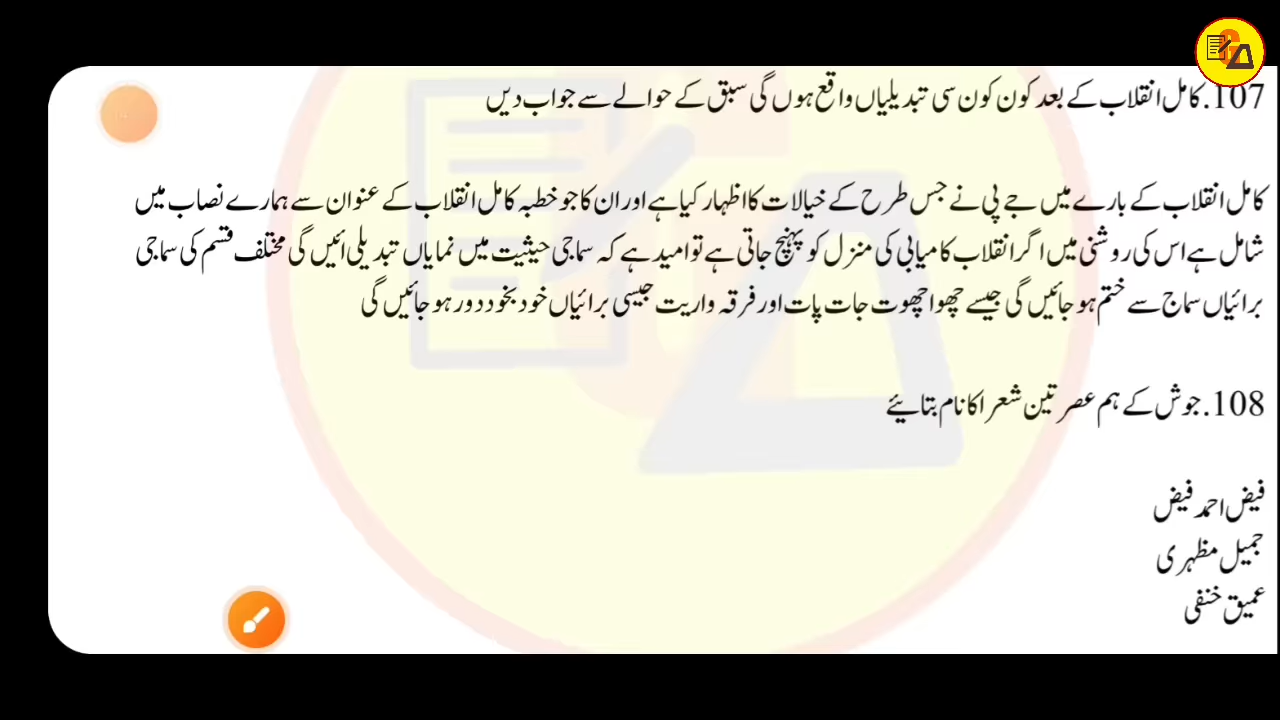 107.کامل انقلاب کے بعد کون کون سی تبدیلیاں واقع ہوں گی سبق کے حوالے سے جواب دیں
کامل انقلاب کے بارے میں جے پی نے جس طرح کے خیالات کا اظہار کیا ہے اور ان کا جو خطبہ کامل انقلاب کے عنوان سے ہمارے نصاب میں
شامل ہے اس کی روشنی میں اگر انقلاب کامیابی کی منزل کو پہنچ جاتی ہے تو امید ہے کہ سماجی حیثیت میں نمایاں تبدیلی ائیں گی مختلف قسم کی سماجی
برائیاں سماج سے ختم ہو جائیں گی جیسے چھوا چھوت جات پات اور فرقہ واریت جیسی برائیاں خود بخود دور ہو جائیں گی
108.جوش کے ہم عصر تین شعرا کا نام بتائیے
فیض احمد فیض
جمیل مظہری
عمیق خنفی